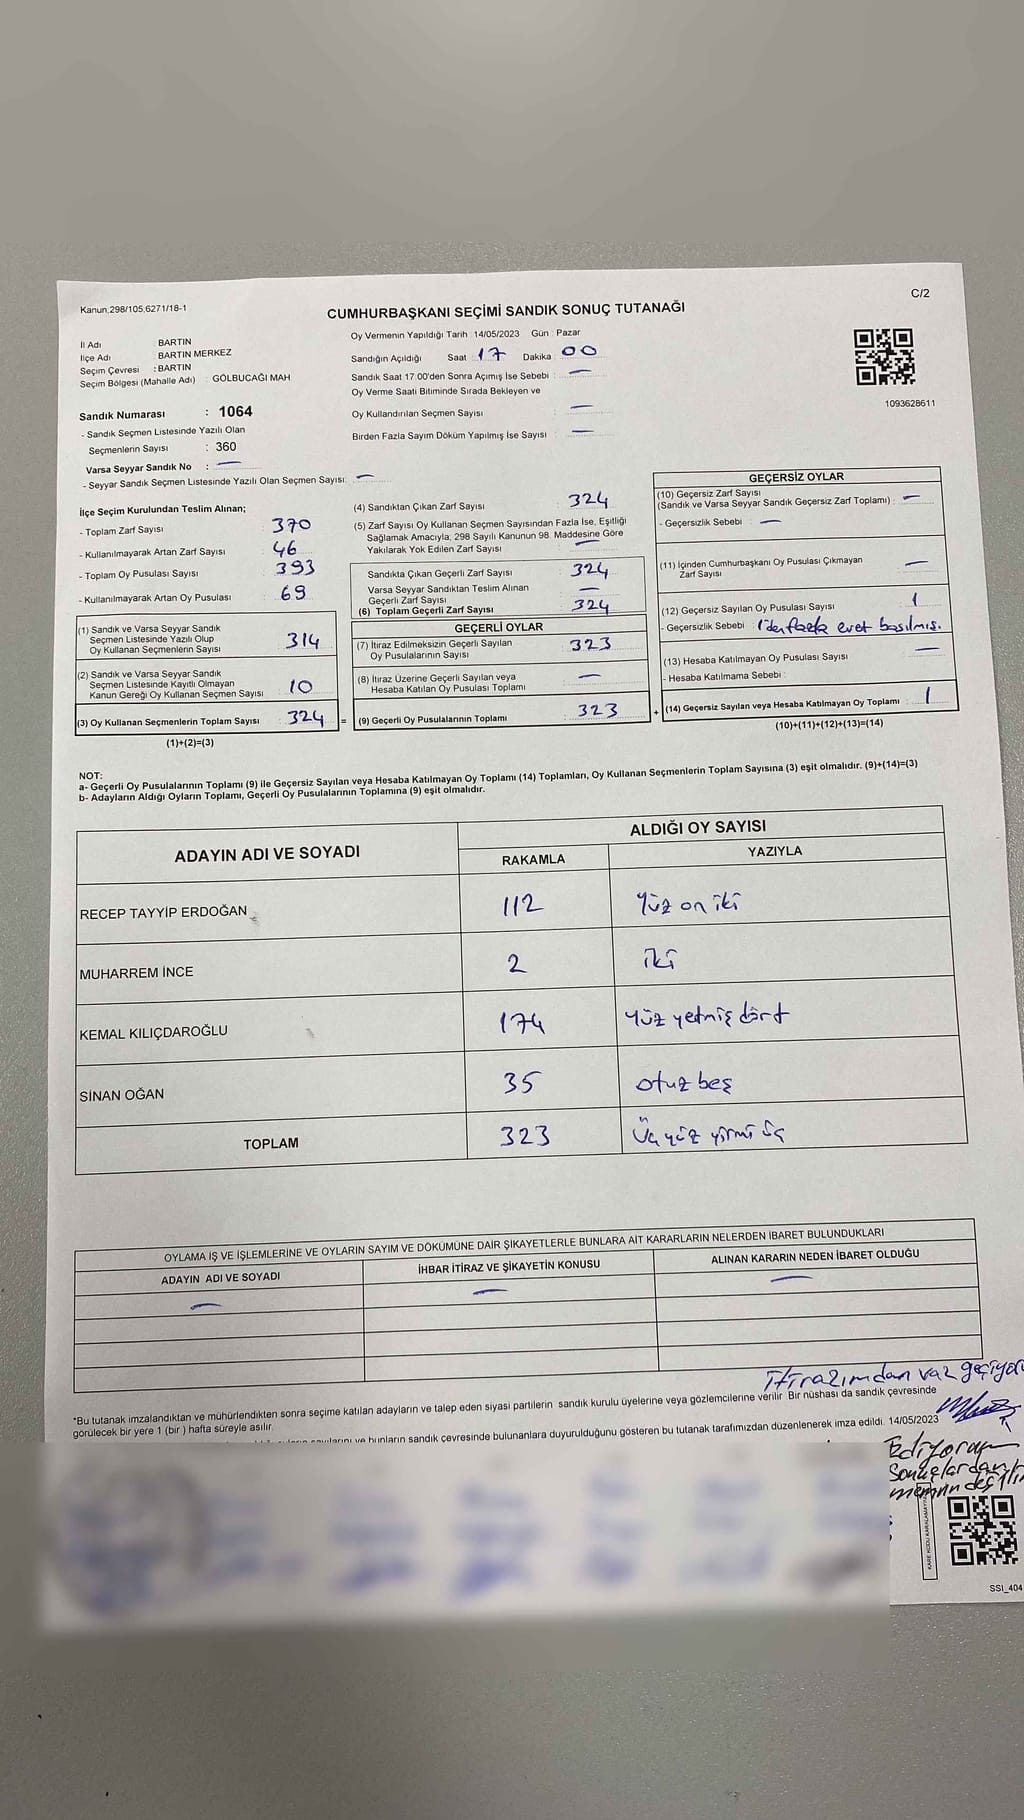 Kanun:298/105,6271/18-1
C/2
CUMHURBAŞKANI SEÇİMİ SANDIK SONUÇ TUTANAĞI
İl Adı : BARTIN
İlçe Adı : BARTIN MERKEZ
Seçim Çevresi : BARTIN
Seçim Bölgesi (Mahalle Adı) : GÖLBUCAĞI MAH
Sandık Numarası : 1064
- Sandık Seçmen Listesinde Yazılı Olan
Seçmenlerin Sayısı : 360
Varsa Seyyar Sandık No : —
- Seyyar Sandık Seçmen Listesinde Yazılı Olan Seçmen Sayısı: —
Oy Vermenin Yapıldığı Tarih : 14/05/2023 Gün : Pazar
Sandığın Açıldığı Saat : 17 Dakika : 00
Sandık Saat 17:00'den Sonra Açımış İse Sebebi : —
Oy Verme Saati Bitiminde Sırada Bekleyen ve
Oy Kullandırılan Seçmen Sayısı : —
Birden Fazla Sayım Döküm Yapılmış İse Sayısı : —
1093628611
İlçe Seçim Kurulundan Teslim Alınan;
- Toplam Zarf Sayısı : 370
- Kullanılmayarak Artan Zarf Sayısı : 46
- Toplam Oy Pusulası Sayısı : 393
- Kullanılmayarak Artan Oy Pusulası : 69
(1) Sandık ve Varsa Seyyar Sandık
Seçmen Listesinde Yazılı Olup
Oy Kullanan Seçmenlerin Sayısı 314
(2) Sandık ve Varsa Seyyar Sandık
Seçmen Listesinde Kayıtlı Olmayan
Kanun Gereği Oy Kullanan Seçmen Sayısı 10
(3) Oy Kullanan Seçmenlerin Toplam Sayısı : 324 =
(1)+(2)=(3)
(4) Sandıktan Çıkan Zarf Sayısı : 324
(5) Zarf Sayısı Oy Kullanan Seçmen Sayısından Fazla İse, Eşitliği
Sağlamak Amacıyla, 298 Sayılı Kanunun 98. Maddesine Göre
Yakılarak Yok Edilen Zarf Sayısı : —
Sandıkta Çıkan Geçerli Zarf Sayısı : 324
Varsa Seyyar Sandıktan Teslim Alınan
Geçerli Zarf Sayısı : —
(6) Toplam Geçerli Zarf Sayısı : 324
GEÇERLİ OYLAR
(7) İtiraz Edilmeksizin Geçerli Sayılan
Oy Pusulalarının Sayısı : 323
(8) İtiraz Üzerine Geçerli Sayılan veya
Hesaba Katılan Oy Pusulası Toplamı : —
(9) Geçerli Oy Pusulalarının Toplamı : 323 +
GEÇERSİZ OYLAR
(10) Geçersiz Zarf Sayısı
(Sandık ve Varsa Seyyar Sandık Geçersiz Zarf Toplamı) : —
- Geçersizlik Sebebi : —
(11) İçinden Cumhurbaşkanı Oy Pusulası Çıkmayan
Zarf Sayısı : —
(12) Geçersiz Sayılan Oy Pusulası Sayısı : 1
- Geçersizlik Sebebi : 1'den fazla evet basılmış.
(13) Hesaba Katılmayan Oy Pusulası Sayısı : —
- Hesaba Katılmama Sebebi :
(14) Geçersiz Sayılan veya Hesaba Katılmayan Oy Toplamı : 1
(10)+(11)+(12)+(13)=(14)
NOT:
a- Geçerli Oy Pusulalarının Toplamı (9) ile Geçersiz Sayılan veya Hesaba Katılmayan Oy Toplamı (14) Toplamları, Oy Kullanan Seçmenlerin Toplam Sayısına (3) eşit olmalıdır. (9)+(14)=(3)
b- Adayların Aldığı Oyların Toplamı, Geçerli Oy Pusulalarının Toplamına (9) eşit olmalıdır.
ADAYIN ADI VE SOYADI
ALDIĞI OY SAYISI
RAKAMLA YAZIYLA
RECEP TAYYİP ERDOĞAN 112 Yüz on iki
MUHARREM İNCE 2 iki
KEMAL KILIÇDAROĞLU 174 Yüz yetmiş dört
SİNAN OĞAN 35 otuz beş
TOPLAM 323 Üç yüz yirmi üç
OYLAMA İŞ VE İŞLEMLERİNE VE OYLARIN SAYIM VE DÖKÜMÜNE DAİR ŞİKAYETLERLE BUNLARA AİT KARARLARIN NELERDEN İBARET BULUNDUKLARI
ADAYIN ADI VE SOYADI İHBAR İTİRAZ VE ŞİKAYETİN KONUSU ALINAN KARARIN NEDEN İBARET OLDUĞU
— — —
İtirazımdan vaz geçiyor
*Bu tutanak imzalandıktan ve mühürlendikten sonra seçime katılan adayların ve talep eden siyasi partilerin sandık kurulu üyelerine veya gözlemcilerine verilir. Bir nüshası da sandık çevresinde
görülecek bir yere 1 (bir ) hafta süreyle asılır.
bunların sandık çevresinde bulunanlara duyurulduğunu gösteren bu tutanak tarafımızdan düzenlenerek imza edildi. 14/05/2023
Ediyorum
Sonuçlardan
memnun değilim
SSI_404